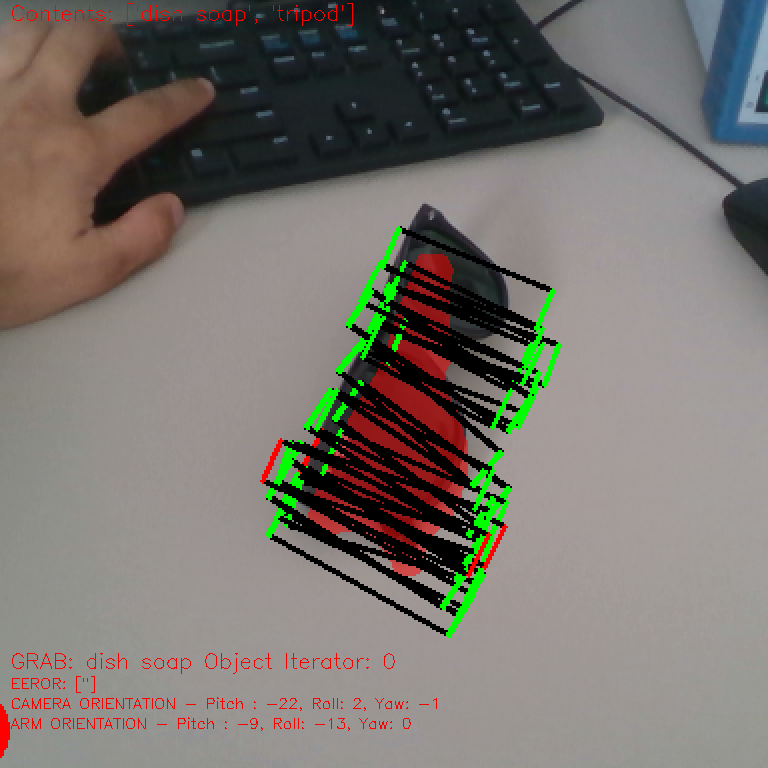 Contents: ['dish soap', 'tripod']
GRAB: dish soap Object Iterator: 0
EEROR: ['']
CAMERA ORIENTATION - Pitch : -22, Roll: 2, Yaw: -1
ARM ORIENTATION - Pitch : -9, Roll: -13, Yaw: 0